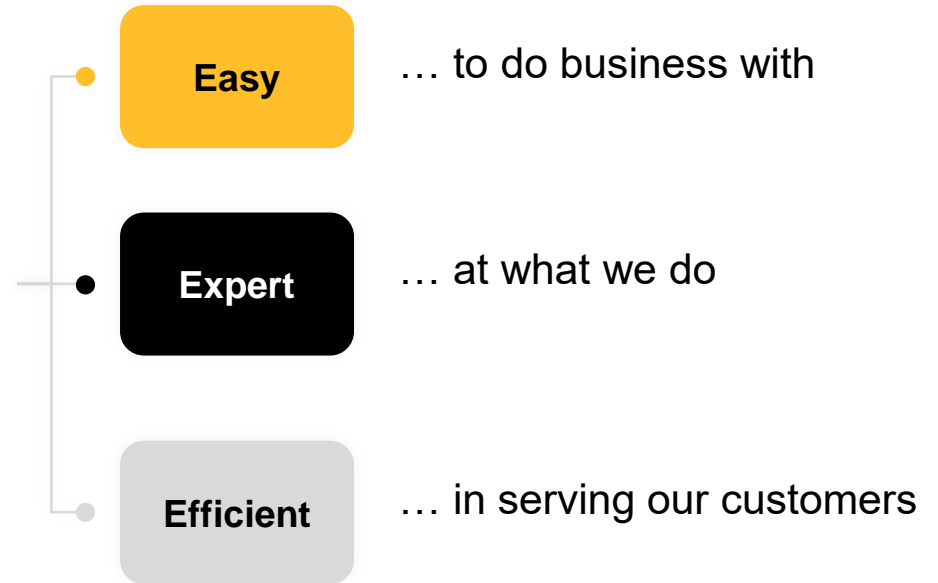 Easy … to do business with
Expert … at what we do
Efficient … in serving our customers